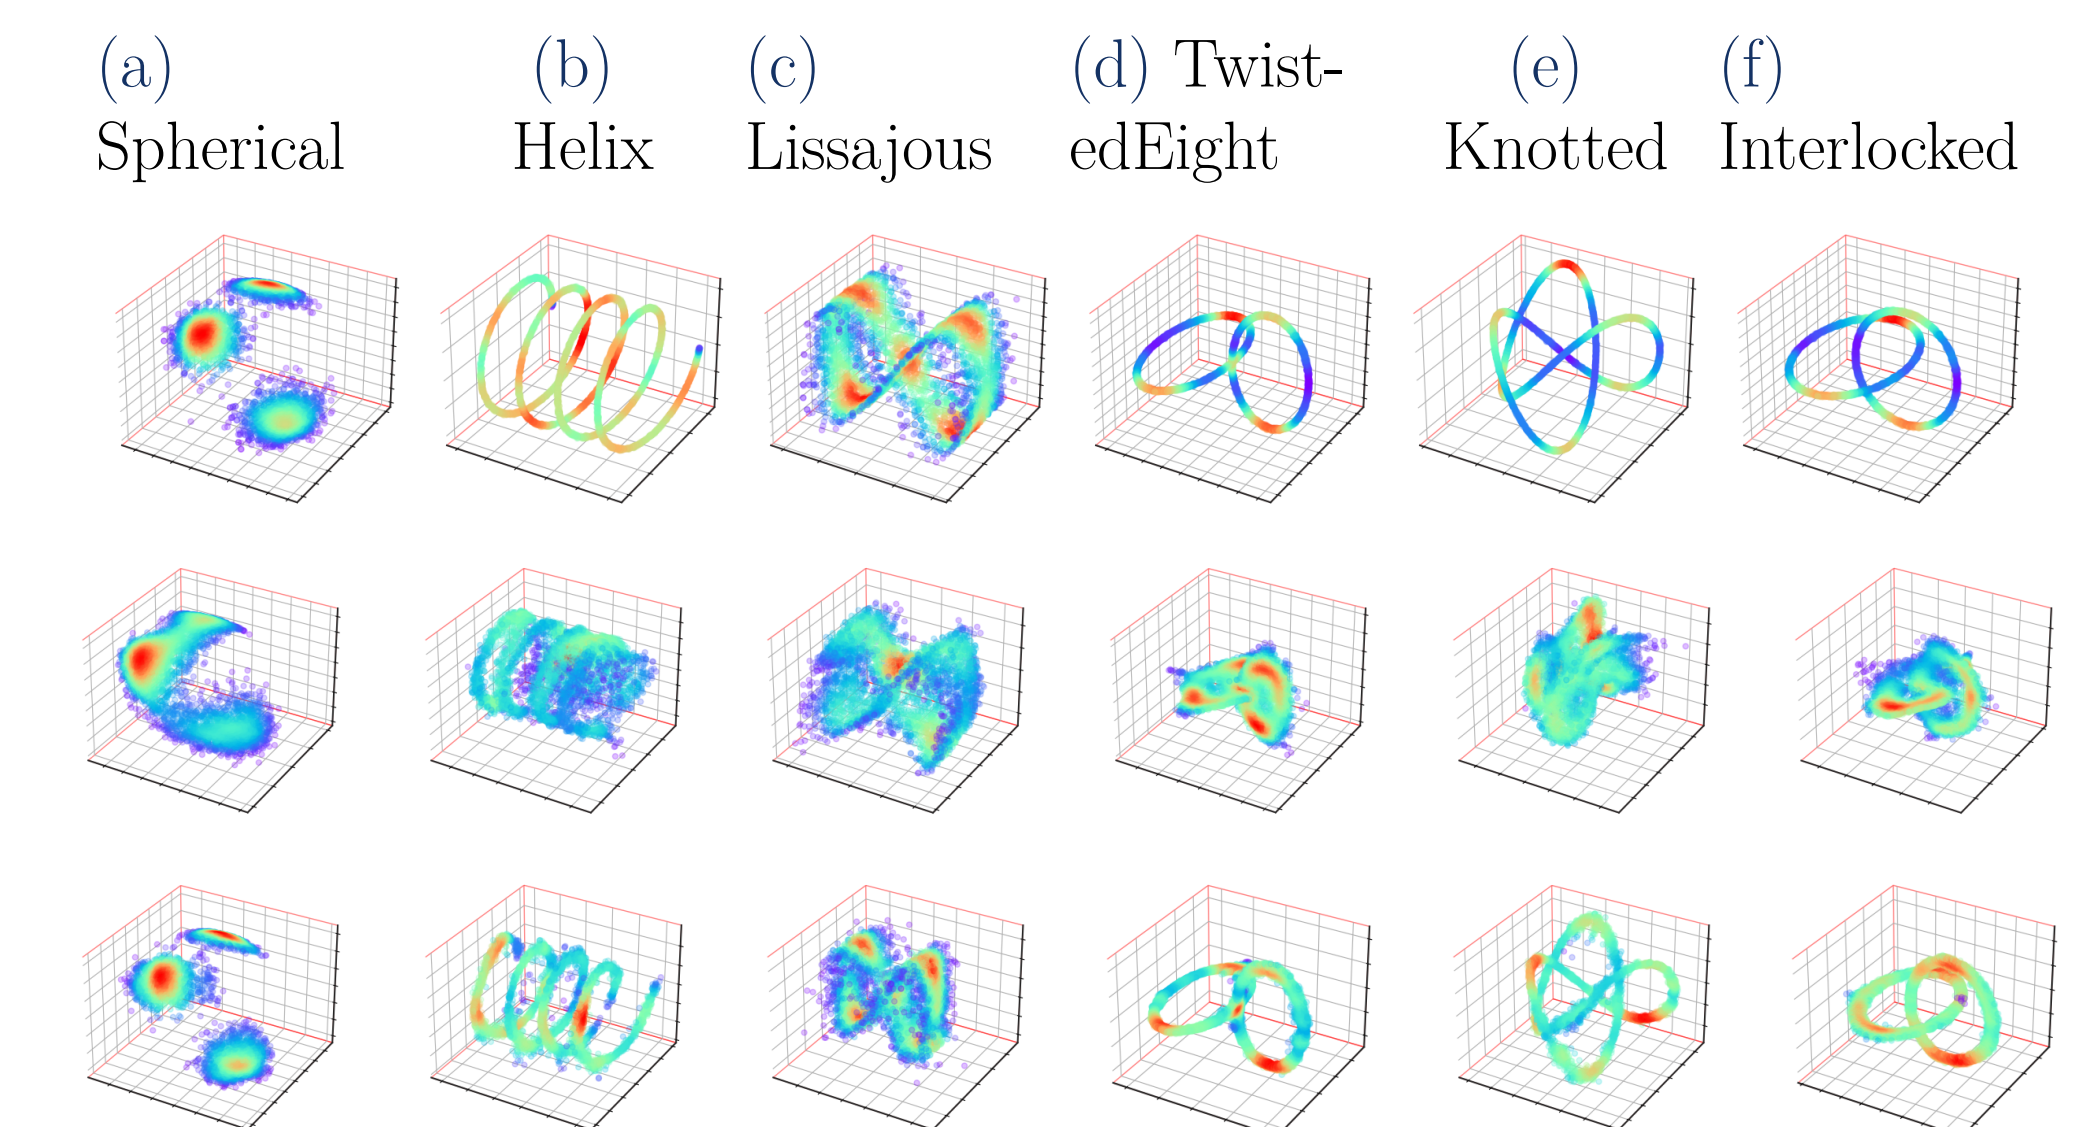 (a)
Spherical
(b)
Helix
(c)
Lissajous
(d) Twist-
edEight
(e)
Knotted
(f)
Interlocked